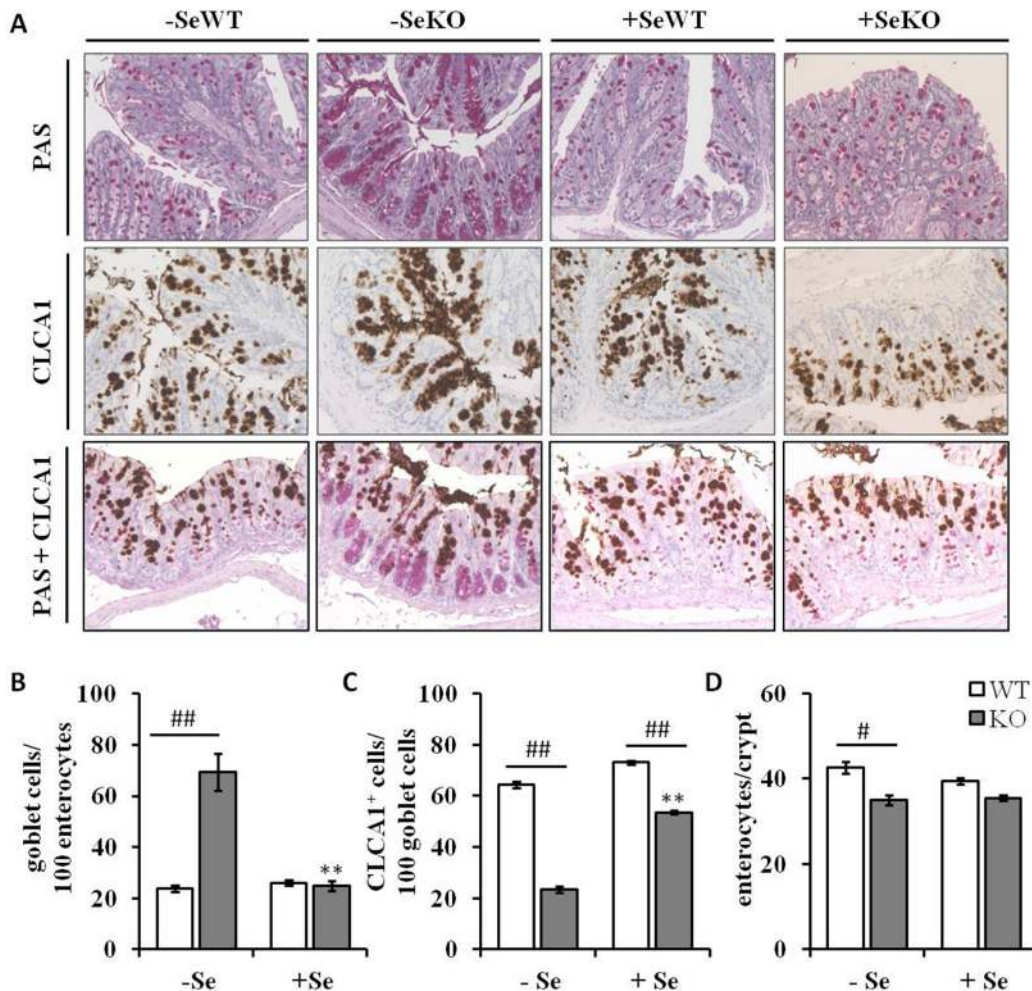 A
-SeWT -SeKO +SeWT +SeKO
PAS
CLCA1
PAS + CLCA1
B
goblet cells/
100 enterocytes
100
80
60
40
20
0
##
**
-Se +Se
C
CLCA1⁺ cells/
100 goblet cells
100
80
60
40
20
0
##
##
**
- Se + Se
D
enterocytes/crypt
60
40
20
0
#
WT
KO
- Se + Se